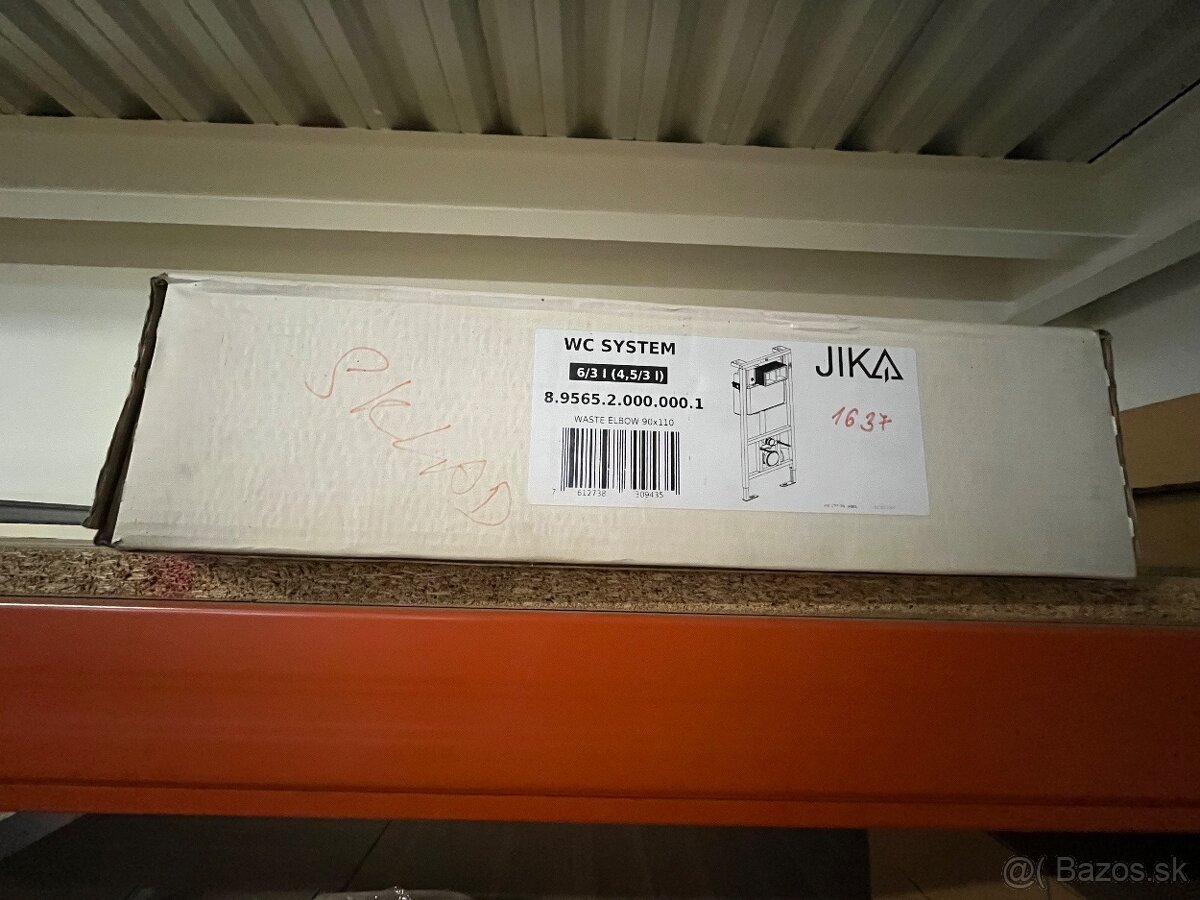 SKLAD
WC SYSTEM
6/3 l (4,5/3 l)
8.9565.2.000.000.1
WASTE ELBOW 90x110
7 612738 309435
JIKA
1637
@( Bazos.sk